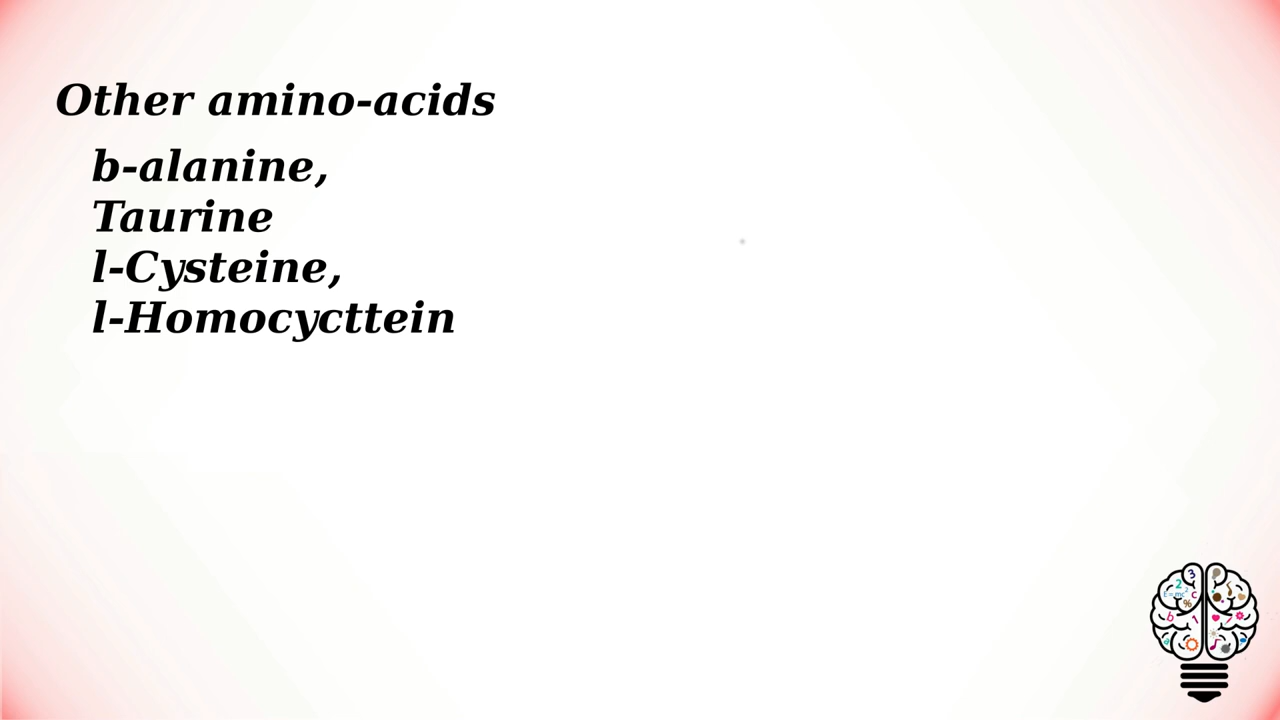 Other amino-acids
b-alanine,
Taurine
l-Cysteine,
l-Homocycttein